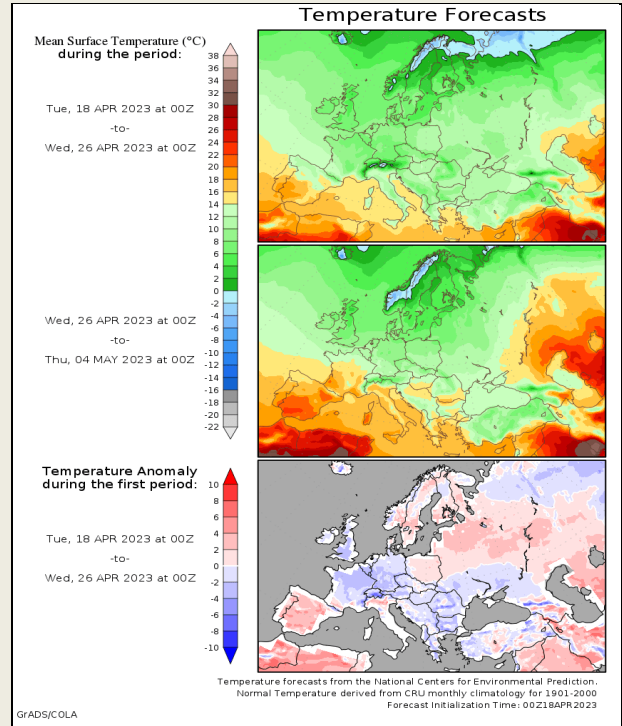 Temperature Forecasts
Mean Surface Temperature (°C)
during the period:
Tue, 18 APR 2023 at 00Z
-to-
Wed, 26 APR 2023 at 00Z
38
36
34
32
30
28
26
24
22
20
18
16
14
12
10
8
6
4
2
0
-2
-4
-6
-8
-10
-12
-14
-16
-18
-20
-22
Wed, 26 APR 2023 at 00Z
-to-
Thu, 04 MAY 2023 at 00Z
Temperature Anomaly
during the first period:
Tue, 18 APR 2023 at 00Z
-to-
Wed, 26 APR 2023 at 00Z
10
8
6
4
2
0
-2
-4
-6
-8
-10
Temperature forecasts from the National Centers for Environmental Prediction.
Normal Temperature derived from CRU monthly climatology for 1901-2000
Forecast Initialization Time: 00Z18APR2023
GrADS/COLA